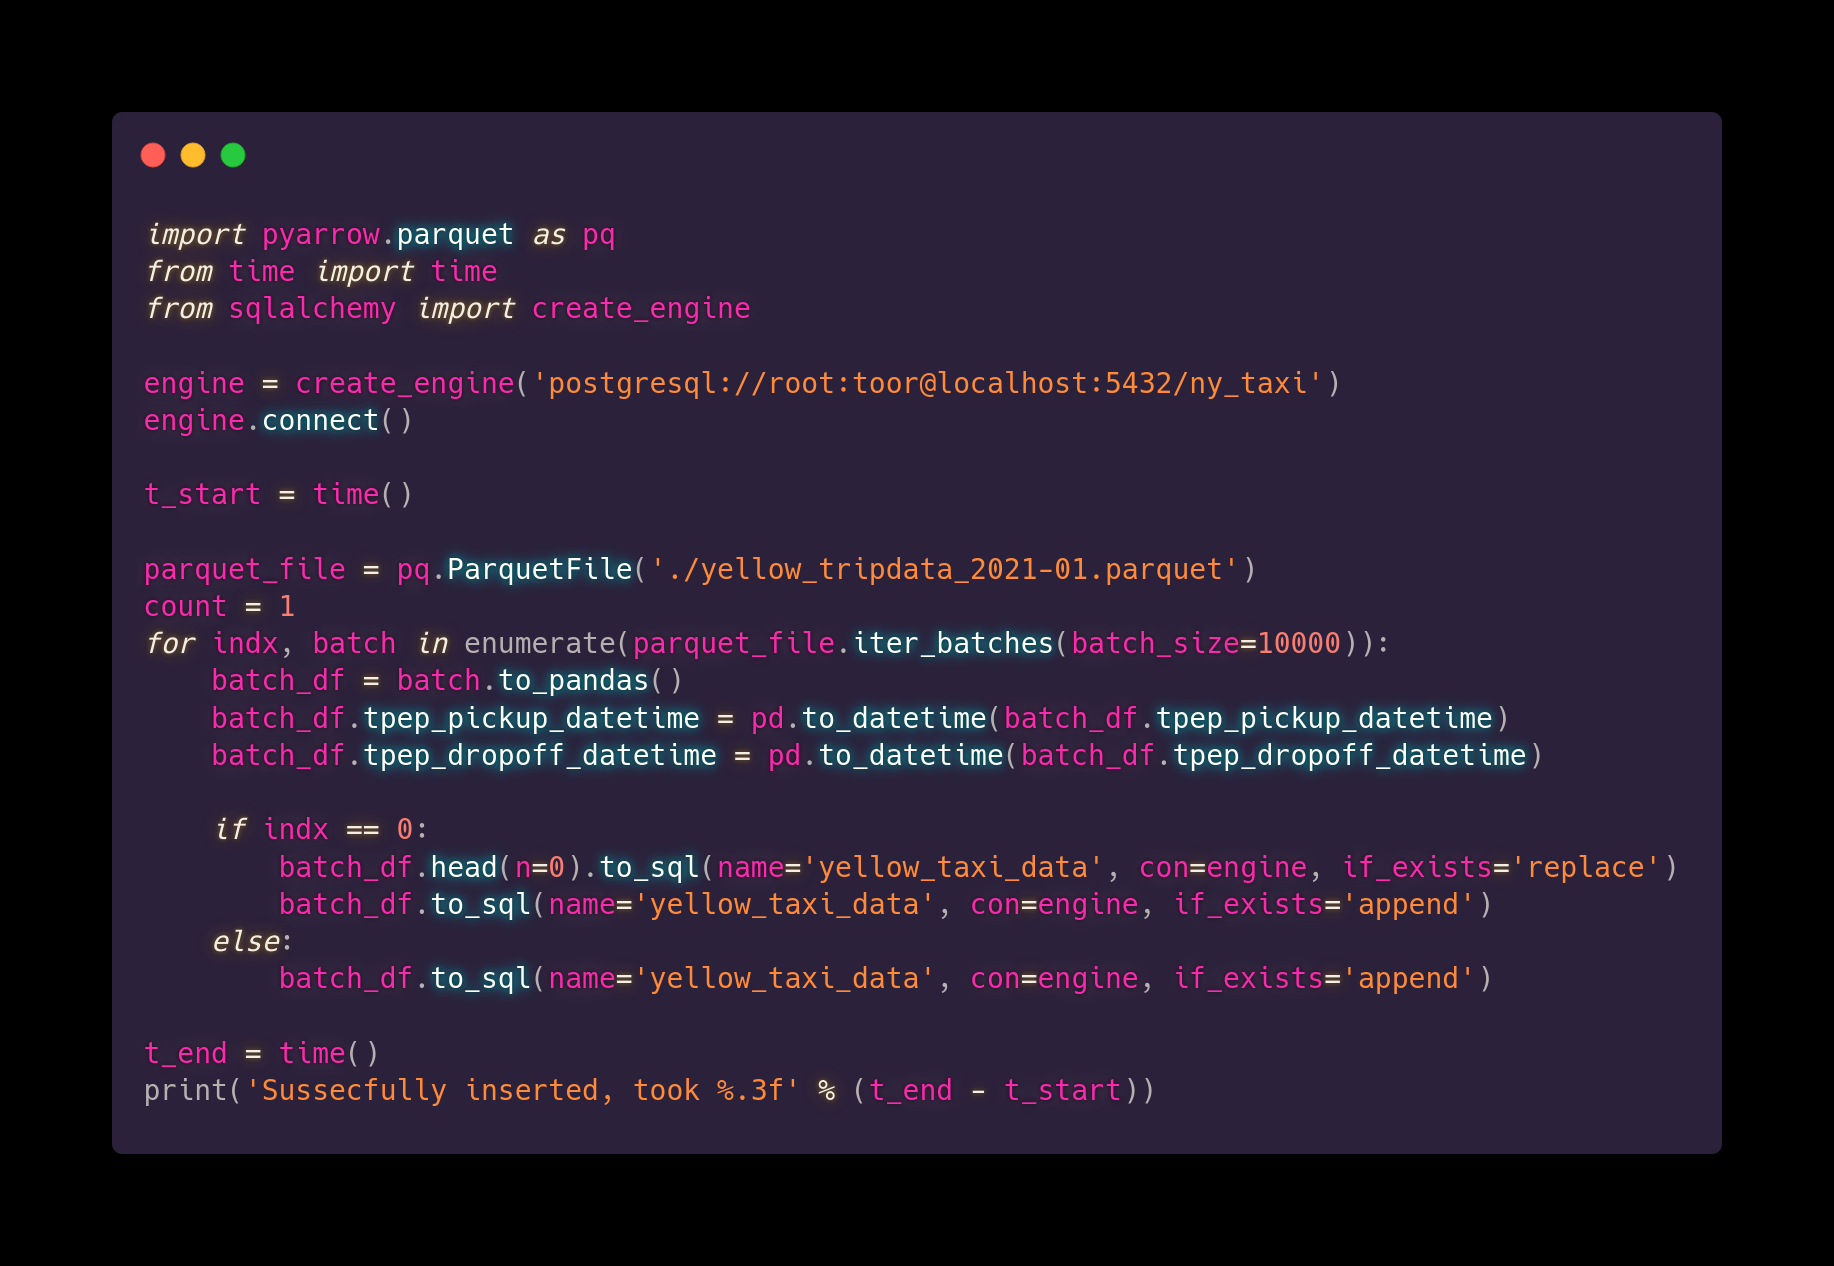 import pyarrow.parquet as pq
from time import time
from sqlalchemy import create_engine

engine = create_engine('postgresql://root:toor@localhost:5432/ny_taxi')
engine.connect()

t_start = time()

parquet_file = pq.ParquetFile('./yellow_tripdata_2021-01.parquet')
count = 1
for indx, batch in enumerate(parquet_file.iter_batches(batch_size=10000)):
    batch_df = batch.to_pandas()
    batch_df.tpep_pickup_datetime = pd.to_datetime(batch_df.tpep_pickup_datetime)
    batch_df.tpep_dropoff_datetime = pd.to_datetime(batch_df.tpep_dropoff_datetime)

    if indx == 0:
        batch_df.head(n=0).to_sql(name='yellow_taxi_data', con=engine, if_exists='replace')
        batch_df.to_sql(name='yellow_taxi_data', con=engine, if_exists='append')
    else:
        batch_df.to_sql(name='yellow_taxi_data', con=engine, if_exists='append')

t_end = time()
print('Sussecfully inserted, took %.3f' % (t_end - t_start))